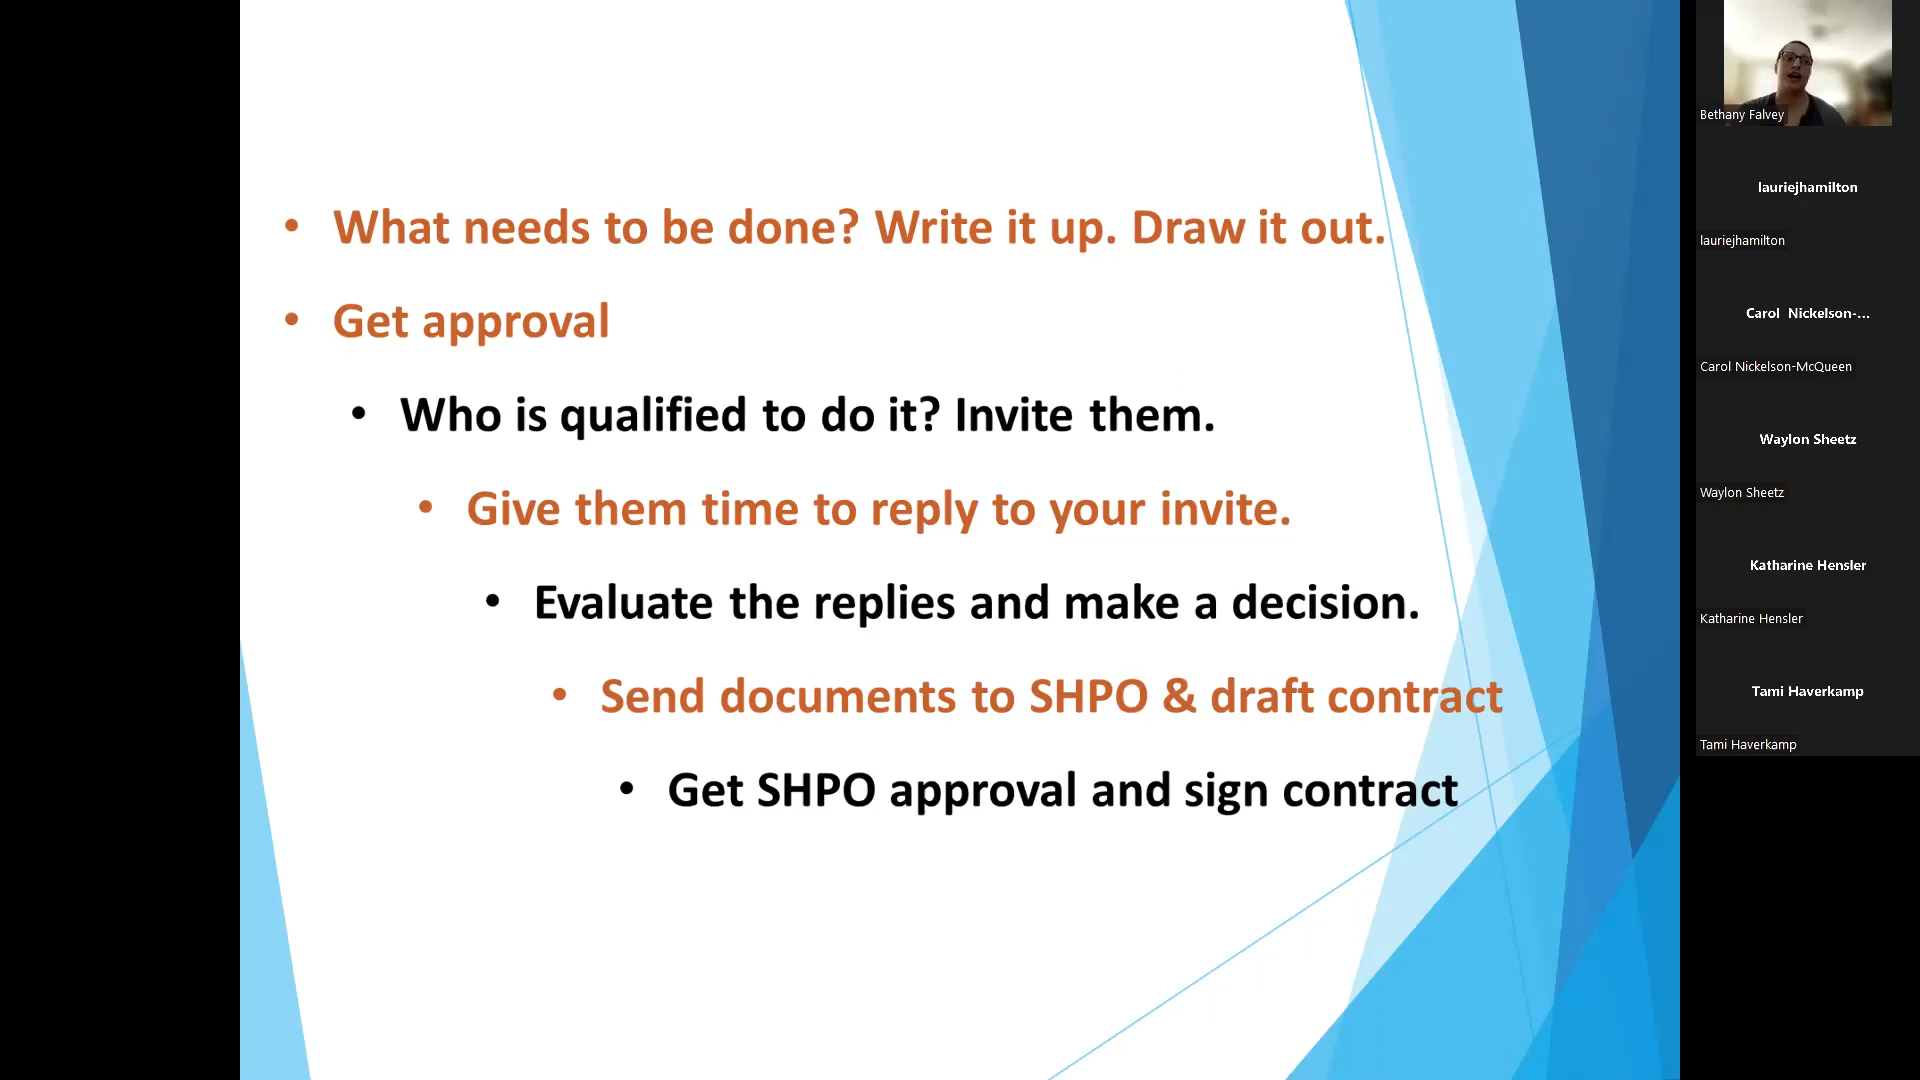 • What needs to be done? Write it up. Draw it out.
• Get approval
• Who is qualified to do it? Invite them.
• Give them time to reply to your invite.
• Evaluate the replies and make a decision.
• Send documents to SHPO & draft contract
• Get SHPO approval and sign contract
Bethany Falvey
lauriejhamilton
lauriejhamilton
Carol Nickelson-...
Carol Nickelson-McQueen
Waylon Sheetz
Waylon Sheetz
Katharine Hensler
Katharine Hensler
Tami Haverkamp
Tami Haverkamp